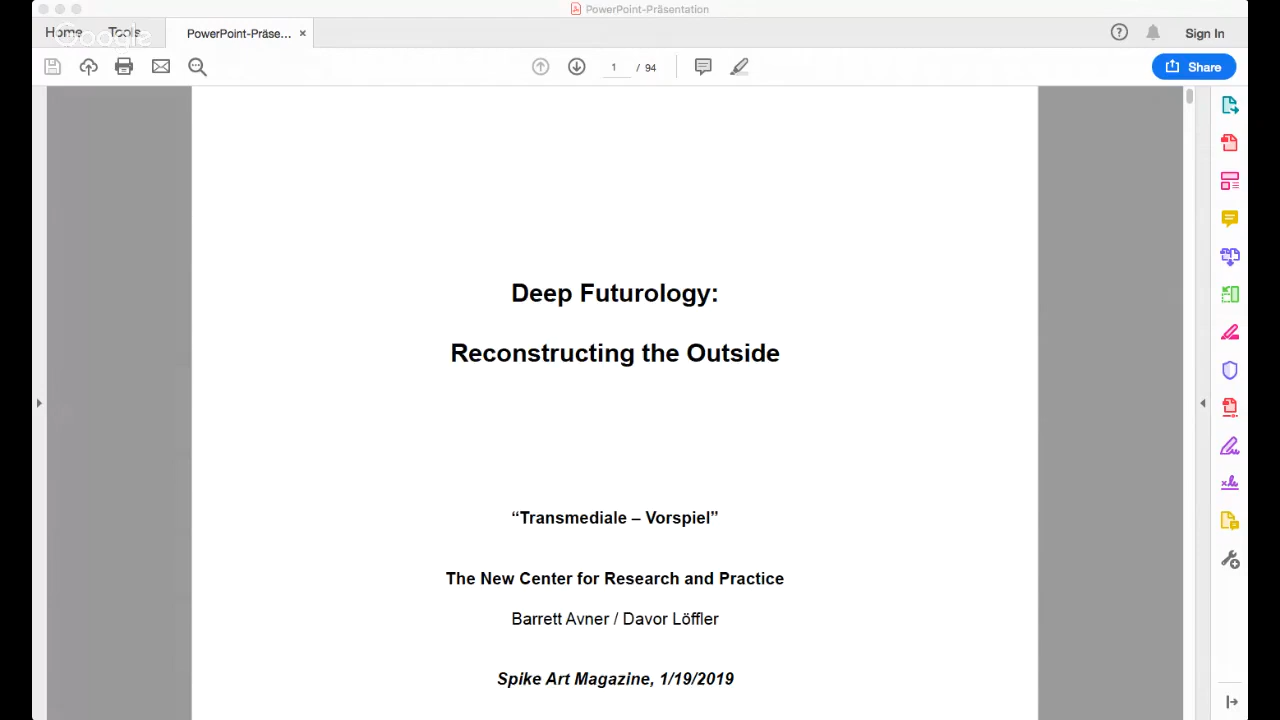 PowerPoint-Präsentation
Home
Tools
Google
PowerPoint-Präse...
Sign In
1 / 94
Share
Deep Futurology:
Reconstructing the Outside
“Transmediale – Vorspiel”
The New Center for Research and Practice
Barrett Avner / Davor Löffler
Spike Art Magazine, 1/19/2019